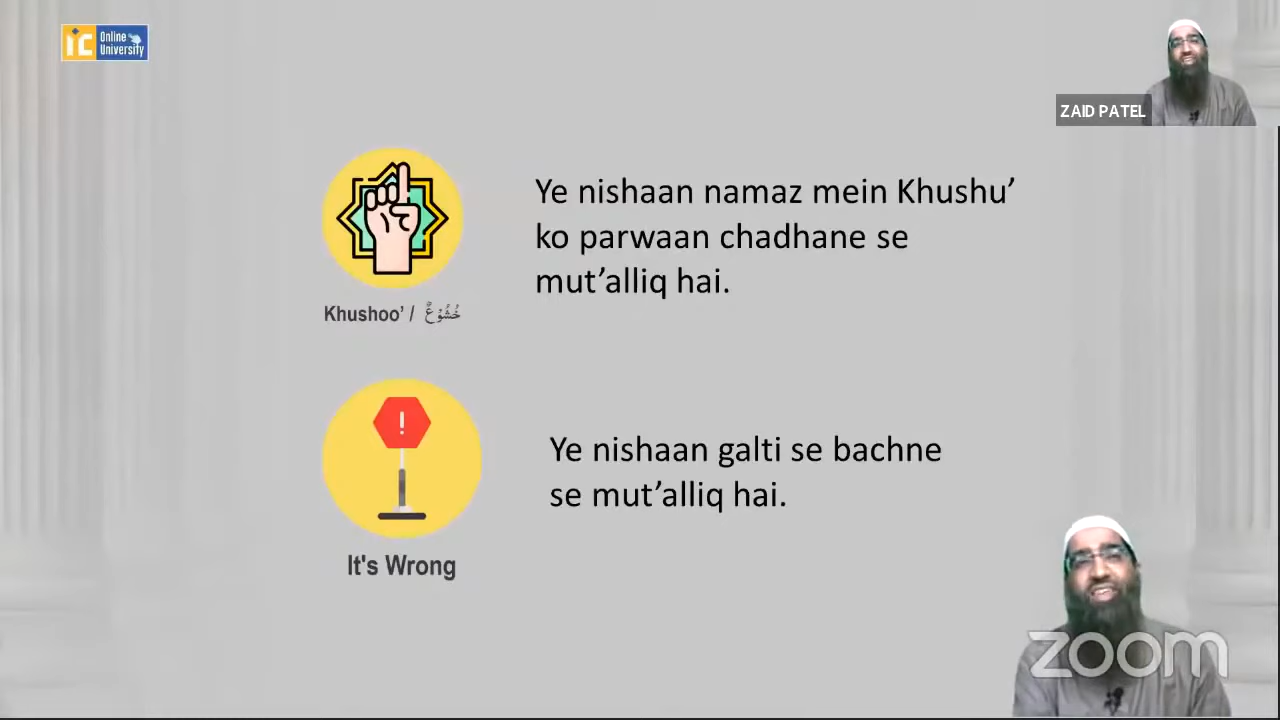 iC Online University
ZAID PATEL
Ye nishaan namaz mein Khushu’
ko parwaan chadhane se
mut’alliq hai.
Khushoo’ / خُشُوْعٌ
!
Ye nishaan galti se bachne
se mut’alliq hai.
It's Wrong
zoom